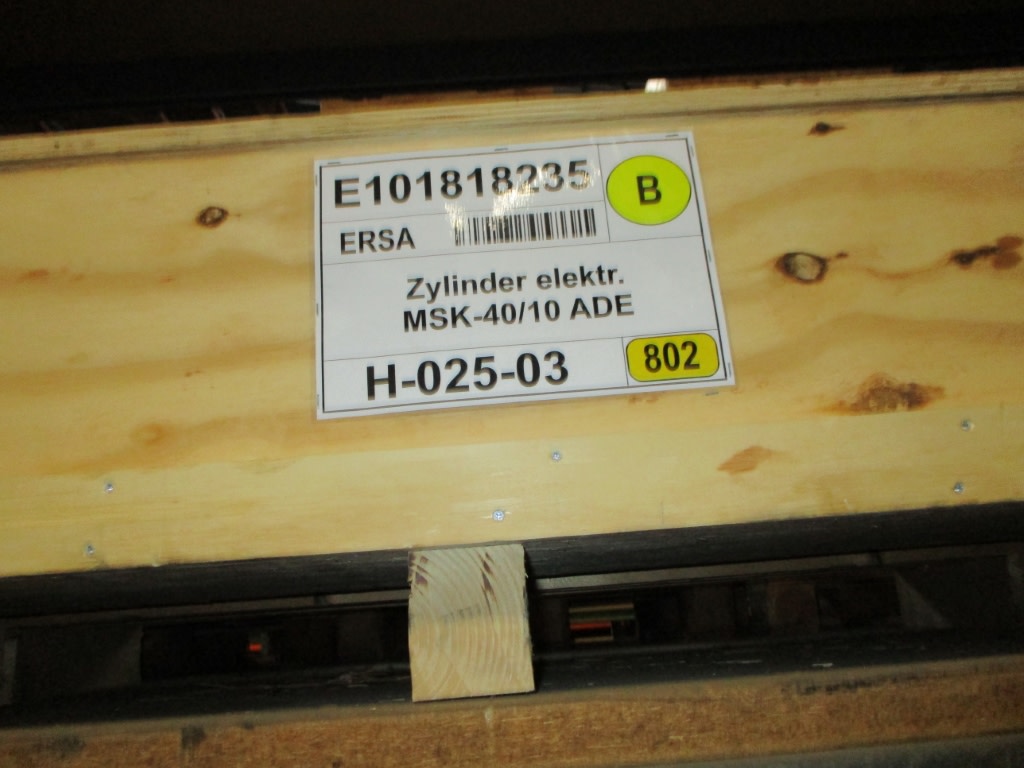 E101818235
B
ERSA
Zylinder elektr.
MSK-40/10 ADE
H-025-03
802